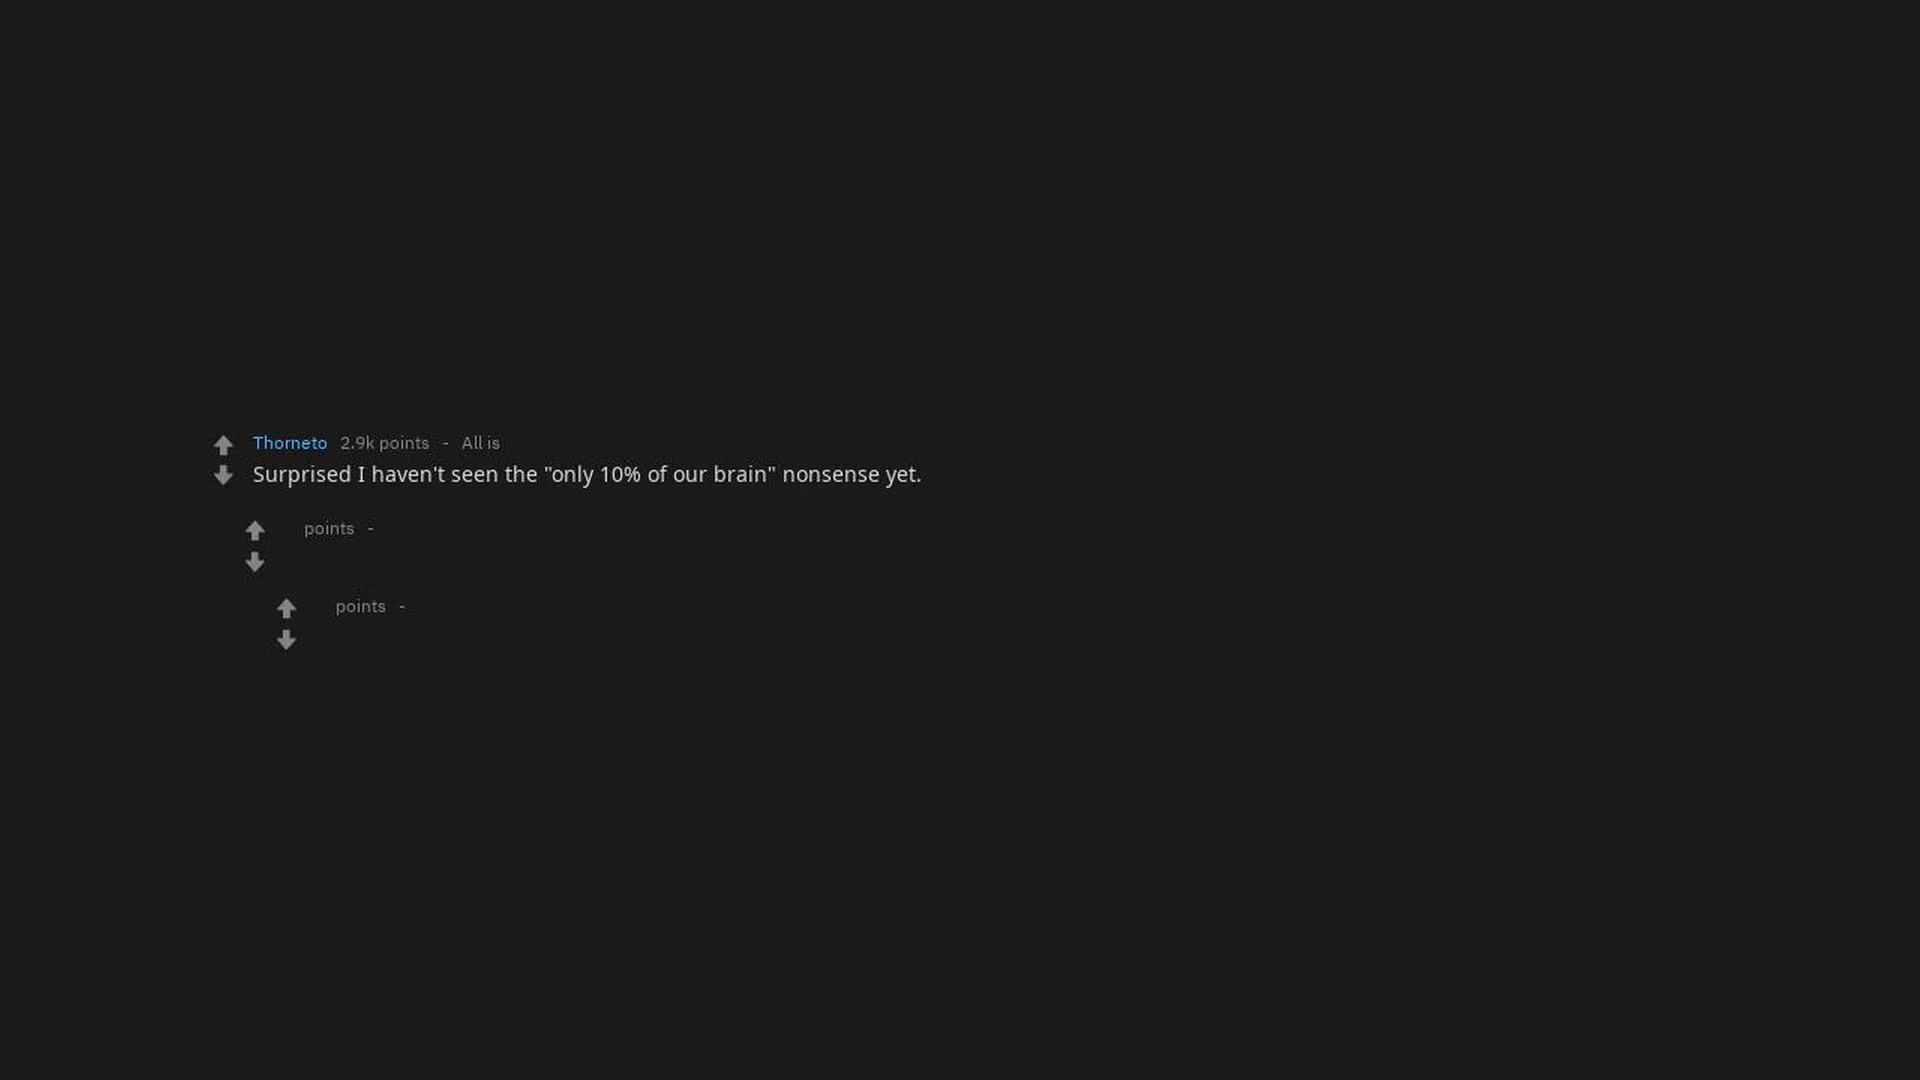 Thorneto 2.9k points - All is
Surprised I haven't seen the "only 10% of our brain" nonsense yet.
points -
points -